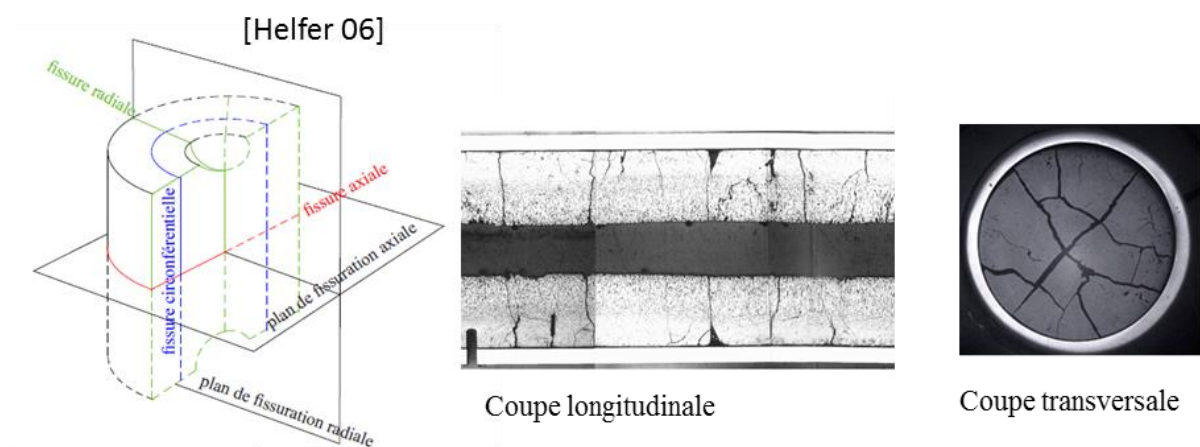 [Helfer 06]
fissure radiale
fissure circonférentielle
fissure axiale
plan de fissuration axiale
plan de fissuration radiale
Coupe longitudinale
Coupe transversale